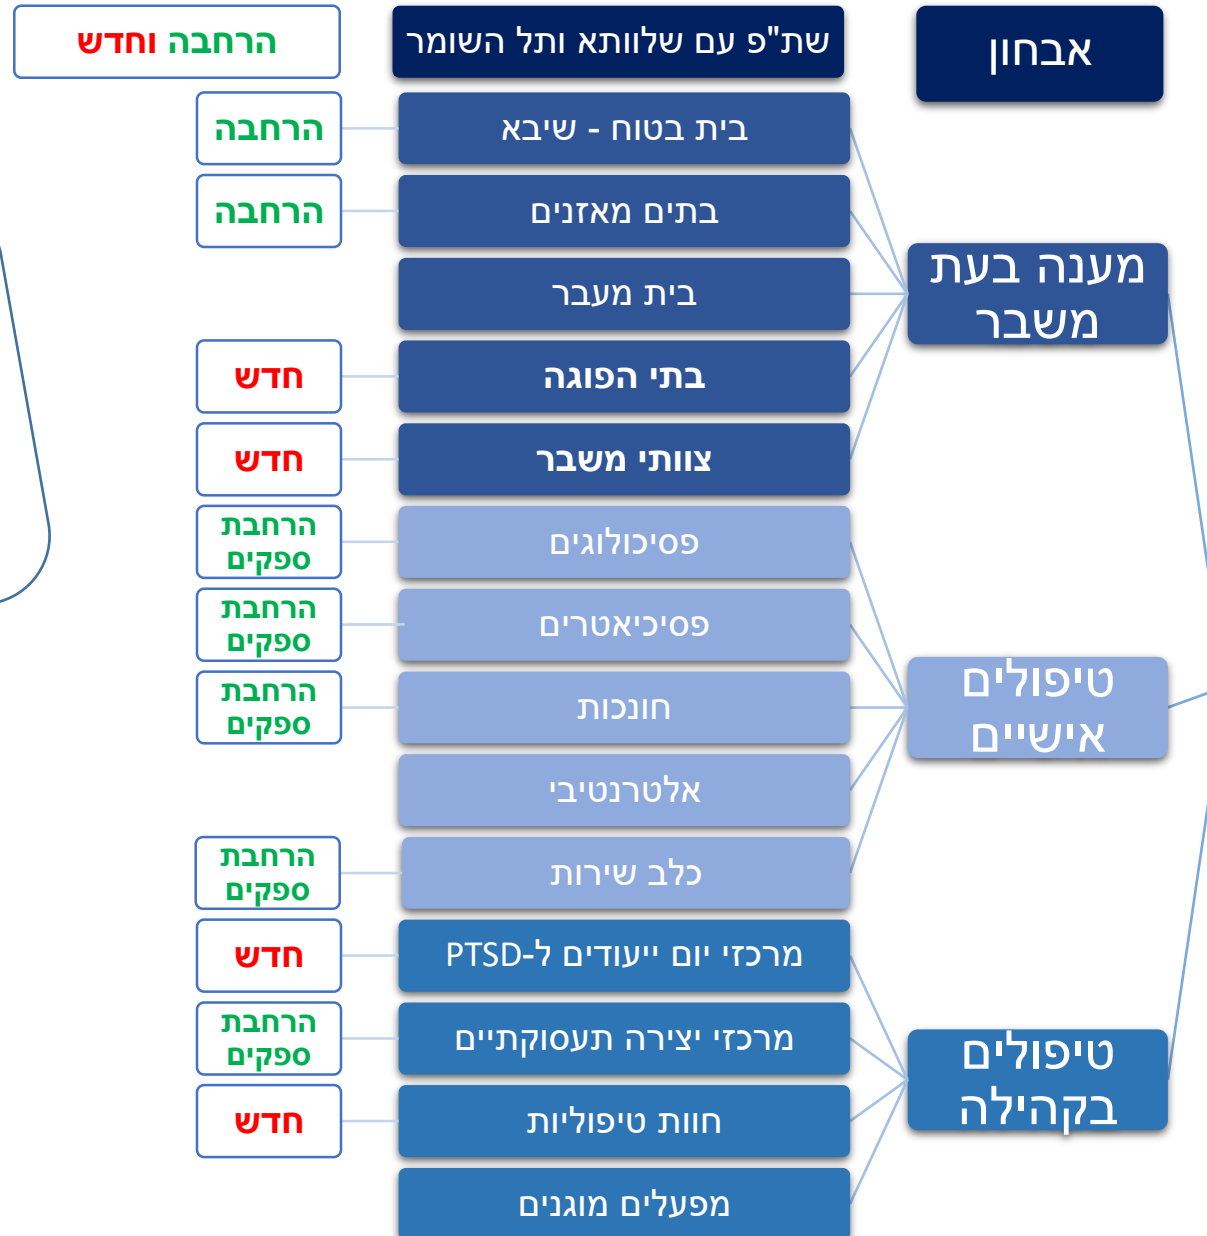 אבחון
שת"פ עם שלוותא ותל השומר
הרחבה וחדש
מענה בעת
משבר
בית בטוח - שיבא
הרחבה
בתים מאזנים
הרחבה
בית מעבר
בתי הפוגה
חדש
צוותי משבר
חדש
טיפולים
אישיים
פסיכולוגים
הרחבת
ספקים
פסיכיאטרים
הרחבת
ספקים
חונכות
הרחבת
ספקים
אלטרנטיבי
כלב שירות
הרחבת
ספקים
טיפולים
בקהילה
מרכזי יום ייעודים ל-PTSD
חדש
מרכזי יצירה תעסוקתיים
הרחבת
ספקים
חוות טיפוליות
חדש
מפעלים מוגנים